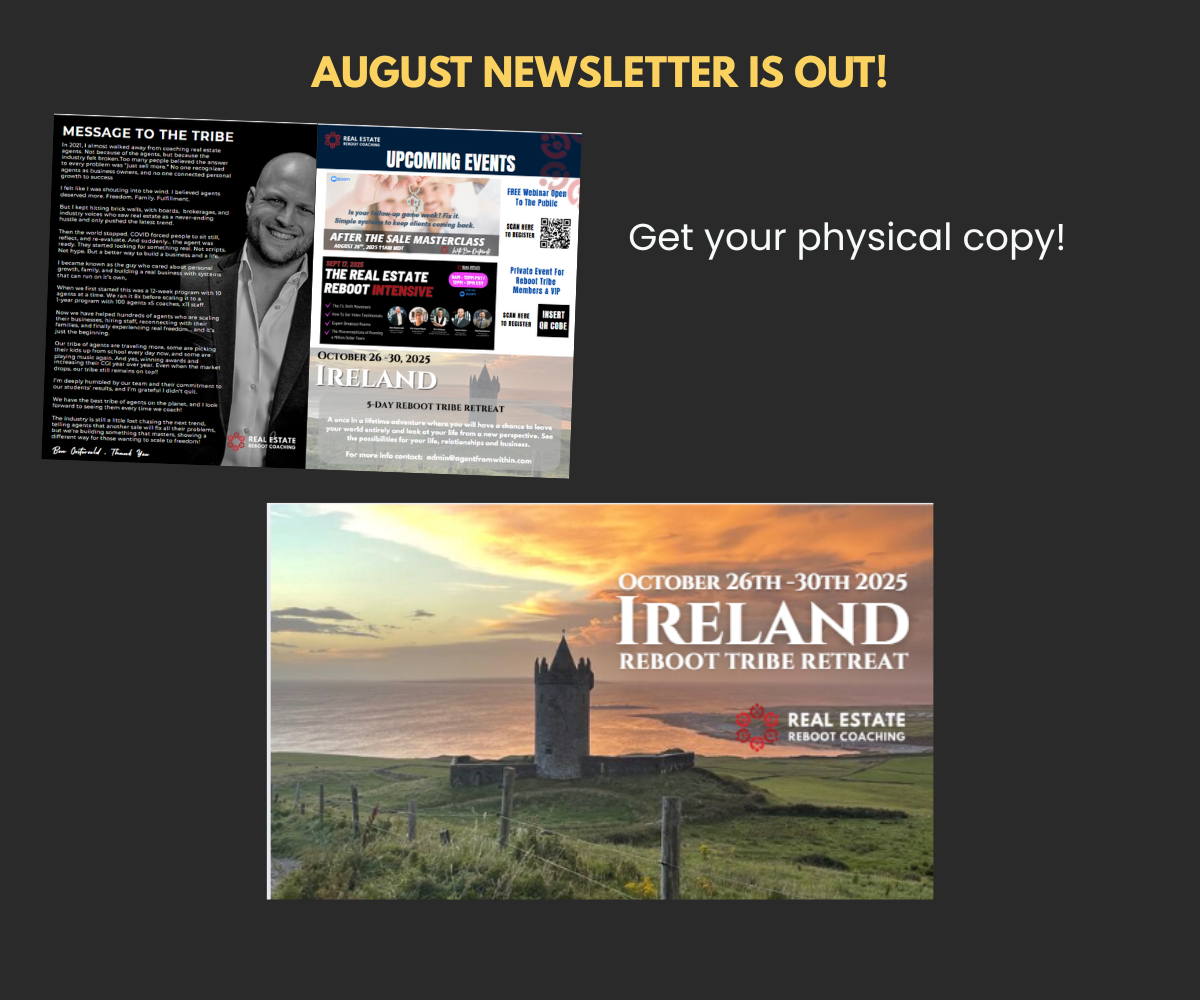 AUGUST NEWSLETTER IS OUT!
MESSAGE TO THE TRIBE
In 2021, I almost walked away from coaching real estate
agents. Not because of the agents, but because the
industry felt broken.Too many people believed the answer
to every problem was "just sell more." No one recognized
agents as business owners, and no one connected personal
growth to success
I felt like I was shouting into the wind. I believed agents
deserved more. Freedom. Family. Fulfillment.
But I kept hitting brick walls, with boards, brokerages, and
industry voices who saw real estate as a never-ending
hustle and only pushed the latest trend.
Then the world stopped. COVID forced people to sit still,
reflect, and re-evaluate. And suddenly... the agent was
ready. They started looking for something real. Not scripts.
Not hype. But a better way to build a business and a life.
I became known as the guy who cared about personal
growth, family, and building a real business with systems
that can run on it's own,
When we first started this was a 12-week program with 10
agents at a time. We ran it 8x before scaling it to a
1-year program with 100 agents x5 coaches, x11 staff.
Now we have helped hundreds of agents who are scaling
their businesses, hiring staff, reconnecting with their
families, and finally experiencing real freedom... and it's
just the beginning.
Our tribe of agents are traveling more, some are picking
their kids up from school every day now, and some are
playing music again. And yes, winning awards and
increasing their CGI year over year. Even when the market
drops, our tribe still remains on top!!
I'm deeply humbled by our team and their commitment to
our students' results, and I'm grateful I didn't quit.
We have the best tribe of agents on the planet, and I look
forward to seeing them every time we coach!
The industry is still a little lost chasing the next trend,
telling agents that another sale will fix all their problems,
but we're building something that matters, showing a
different way for those wanting to scale to freedom!
Thank You
REAL ESTATE
REBOOT COACHING
REAL ESTATE
REBOOT COACHING
UPCOMING EVENTS
Is your follow-up game weak? Fix it.
Simple systems to keep clients coming back.
AFTER THE SALE MASTERCLASS
AUGUST 20TH, 2025 11AM MDT
FREE Webinar Open
To The Public
SCAN HERE
TO REGISTER
SEPT 17, 2025
THE REAL ESTATE
REBOOT INTENSIVE
Private Event For
Reboot Tribe
Members & VIP
SCAN HERE
TO REGISTER
INSERT
QR CODE
OCTOBER 26 -30, 2025
IRELAND
5-DAY REBOOT TRIBE RETREAT
A once in a lifetime adventure where you will have a chance to leave
your world entirely and look at your life from a new perspective. See
the possibilities for your life, relationships and business.
For more info contact: admin@agentfromwithin.com
Get your physical copy!
OCTOBER 26TH -30TH 2025
IRELAND
REBOOT TRIBE RETREAT
REAL ESTATE
REBOOT COACHING